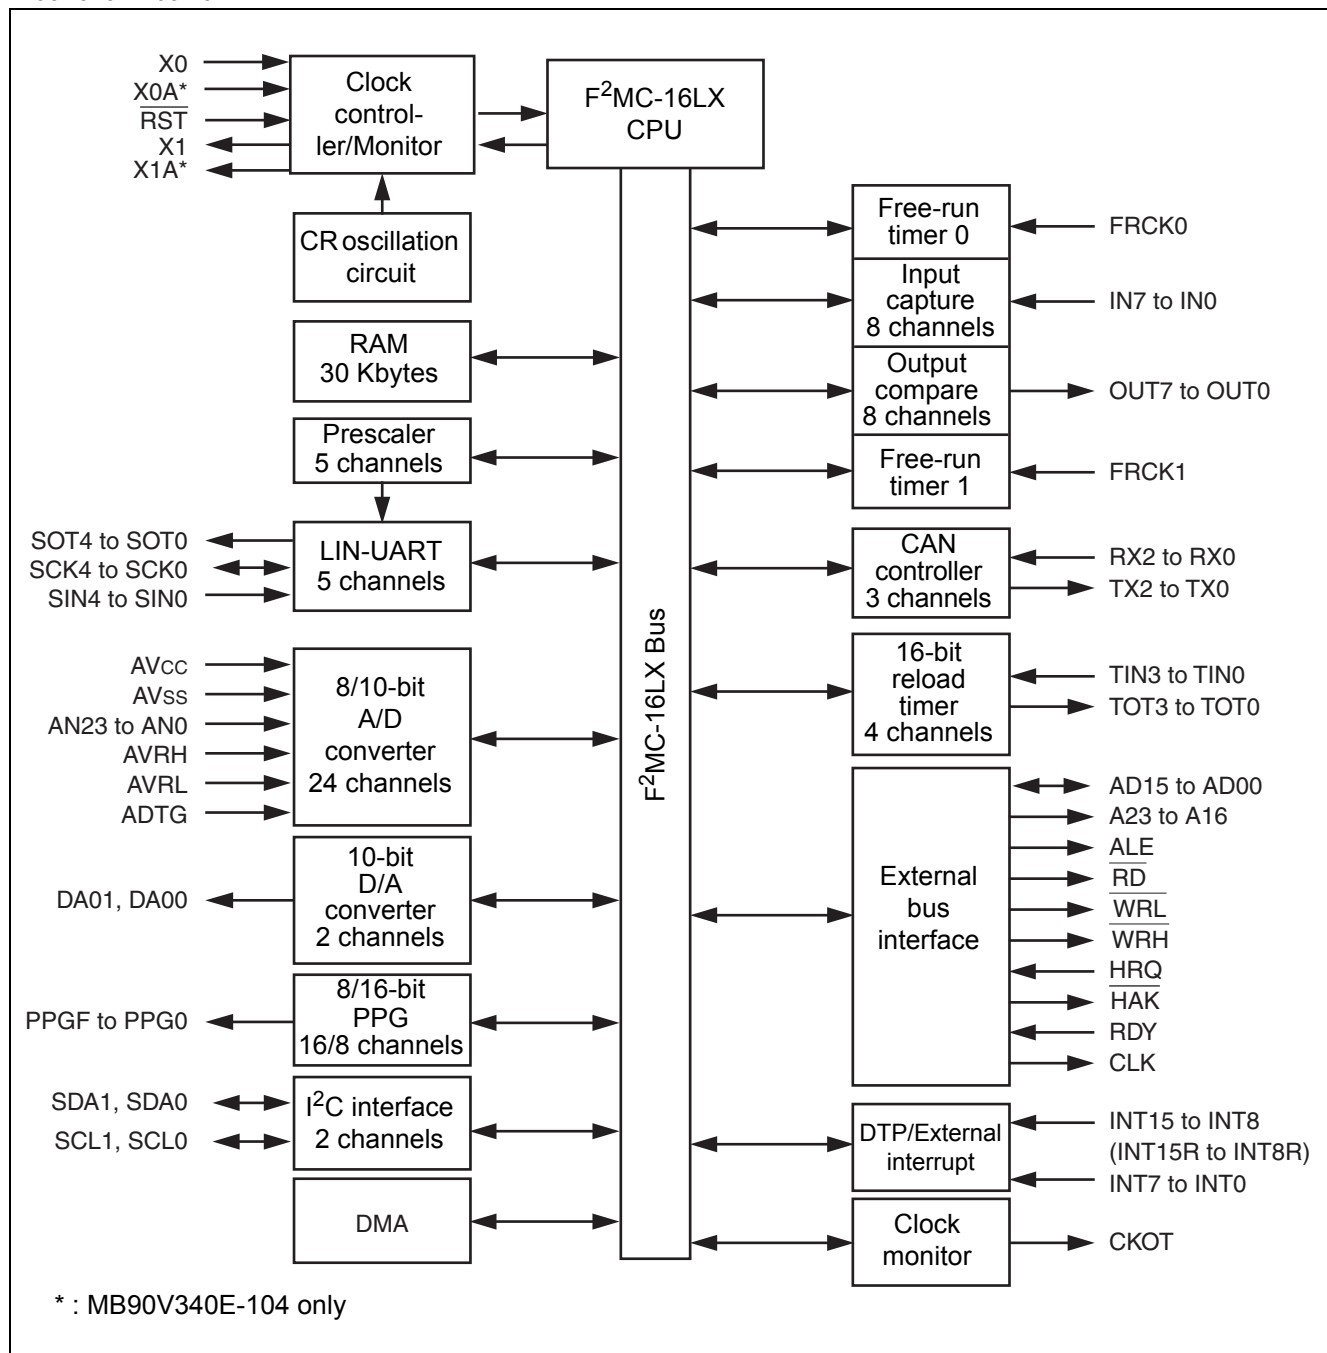 X0
X0A*
RST
X1
X1A*
Clock
control-
ler/Monitor
F²MC-16LX
CPU
CR oscillation
circuit
RAM
30 Kbytes
Prescaler
5 channels
SOT4 to SOT0
SCK4 to SCK0
SIN4 to SIN0
LIN-UART
5 channels
AVCC
AVSS
AN23 to AN0
AVRH
AVRL
ADTG
8/10-bit
A/D
converter
24 channels
DA01, DA00
10-bit
D/A
converter
2 channels
PPGF to PPG0
8/16-bit
PPG
16/8 channels
SDA1, SDA0
SCL1, SCL0
I²C interface
2 channels
DMA
F²MC-16LX Bus
Free-run
timer 0
FRCK0
Input
capture
8 channels
IN7 to IN0
Output
compare
8 channels
OUT7 to OUT0
Free-run
timer 1
FRCK1
CAN
controller
3 channels
RX2 to RX0
TX2 to TX0
16-bit
reload
timer
4 channels
TIN3 to TIN0
TOT3 to TOT0
External
bus
interface
AD15 to AD00
A23 to A16
ALE
RD
WRL
WRH
HRQ
HAK
RDY
CLK
DTP/External
interrupt
INT15 to INT8
(INT15R to INT8R)
INT7 to INT0
Clock
monitor
CKOT
* : MB90V340E-104 only